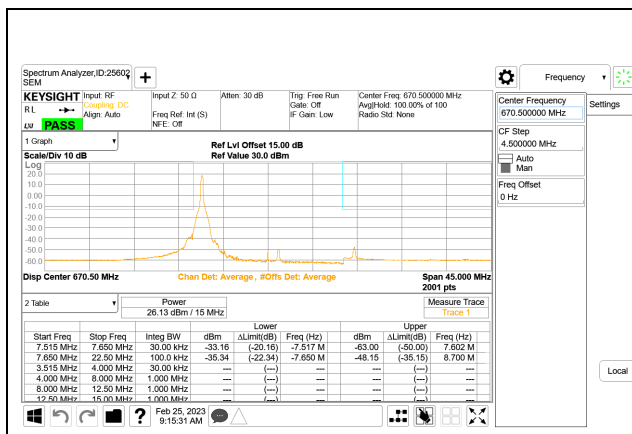 Spectrum Analyzer,ID:25602
SEM
KEYSIGHT
R L
PASS
Input: RF
Coupling: DC
Align: Auto
Input Z: 50 Ω
Freq Ref: Int (S)
NFE: Off
Atten: 30 dB
Trig: Free Run
Gate: Off
IF Gain: Low
Center Freq: 670.500000 MHz
Avg|Hold: 100.00% of 100
Radio Std: None
Frequency
Center Frequency
670.500000 MHz
Settings
CF Step
4.500000 MHz
Auto
Man
Freq Offset
0 Hz
Local
1 Graph
Scale/Div 10 dB
Ref Lvl Offset 15.00 dB
Ref Value 30.0 dBm
Log
20.0
10.0
0.00
-10.0
-20.0
-30.0
-40.0
-50.0
-60.0
Disp Center 670.50 MHz
Chan Det: Average, #Offs Det: Average
Span 45.000 MHz
2001 pts
2 Table
Power
26.13 dBm / 15 MHz
Measure Trace
Trace 1
Lower Upper
Start Freq Stop Freq Integ BW dBm ΔLimit(dB) Freq (Hz) dBm ΔLimit(dB) Freq (Hz)
7.515 MHz 7.650 MHz 30.00 kHz -33.16 (-20.16) -7.517 M -63.00 (-50.00) 7.602 M
7.650 MHz 22.50 MHz 100.0 kHz -35.34 (-22.34) -7.650 M -48.15 (-35.15) 8.700 M
3.515 MHz 4.000 MHz 30.00 kHz --- (---) --- --- (---) ---
4.000 MHz 8.000 MHz 1.000 MHz --- (---) --- --- (---) ---
8.000 MHz 12.50 MHz 1.000 MHz --- (---) --- --- (---) ---
12.50 MHz 15.00 MHz 1.000 MHz --- (---) --- --- (---) ---
Feb 25, 2023
9:15:31 AM